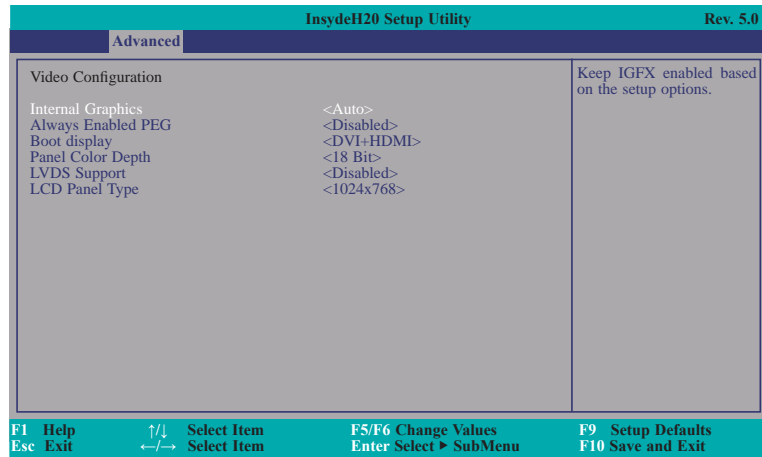 InsydeH20 Setup Utility Rev. 5.0
Advanced
Video Configuration
Internal Graphics <Auto>
Always Enabled PEG <Disabled>
Boot display <DVI+HDMI>
Panel Color Depth <18 Bit>
LVDS Support <Disabled>
LCD Panel Type <1024x768>
Keep IGFX enabled based
on the setup options.
F1 Help ↑/↓ Select Item F5/F6 Change Values F9 Setup Defaults
Esc Exit ←/→ Select Item Enter Select ► SubMenu F10 Save and Exit